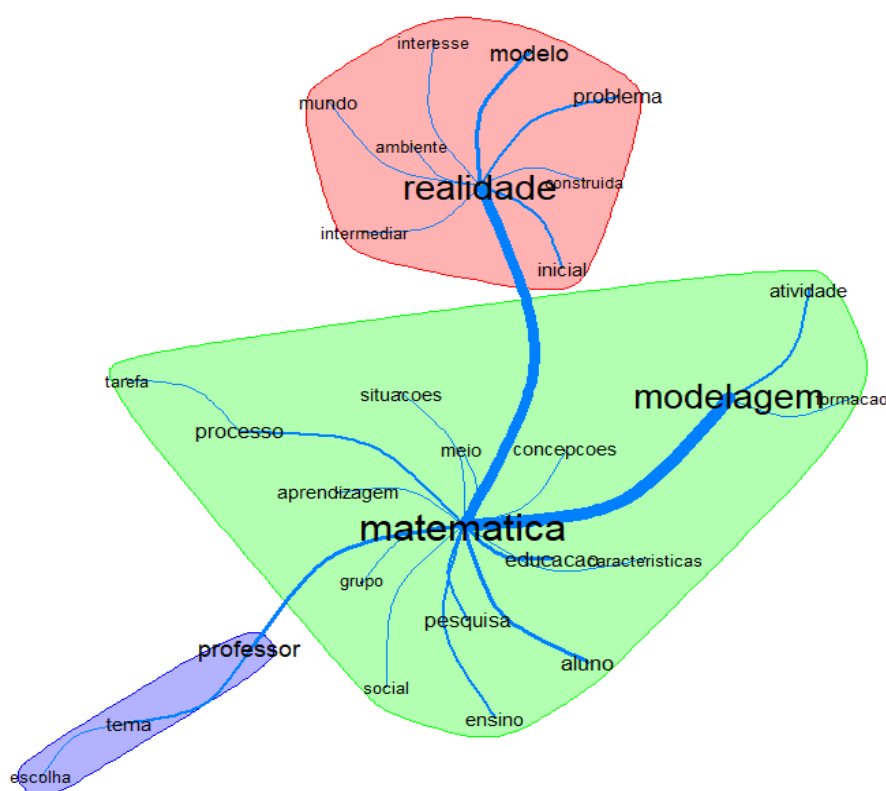 interesse
modelo
problema
mundo
ambiente
realidade
construida
intermediar
inicial
atividade
tarefa
situacoes
modelagem
formacao
processo
meio
concepcoes
aprendizagem
matematica
educacao
caracteristicas
grupo
pesquisa
professor
aluno
social
ensino
tema
escolha